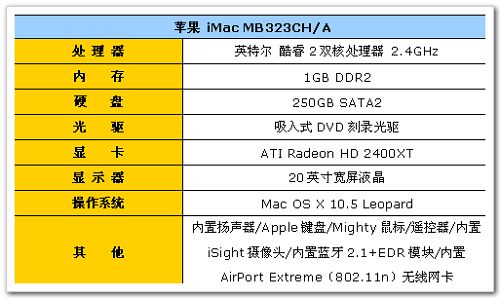 苹果 iMac MB323CH/A
处 理 器 英特尔 酷睿 2 双核处理器 2.4GHz
内 存 1GB DDR2
硬 盘 250GB SATA2
光 驱 吸入式 DVD 刻录光驱
显 卡 ATI Radeon HD 2400XT
显 示 器 20 英寸宽屏液晶
操作系统 Mac OS X 10.5 Leopard
其 他 内置扬声器/Apple 键盘/Mighty 鼠标/遥控器/内置
iSight 摄像头/内置蓝牙 2.1+EDR 模块/内置
AirPort Extreme（802.11n）无线网卡